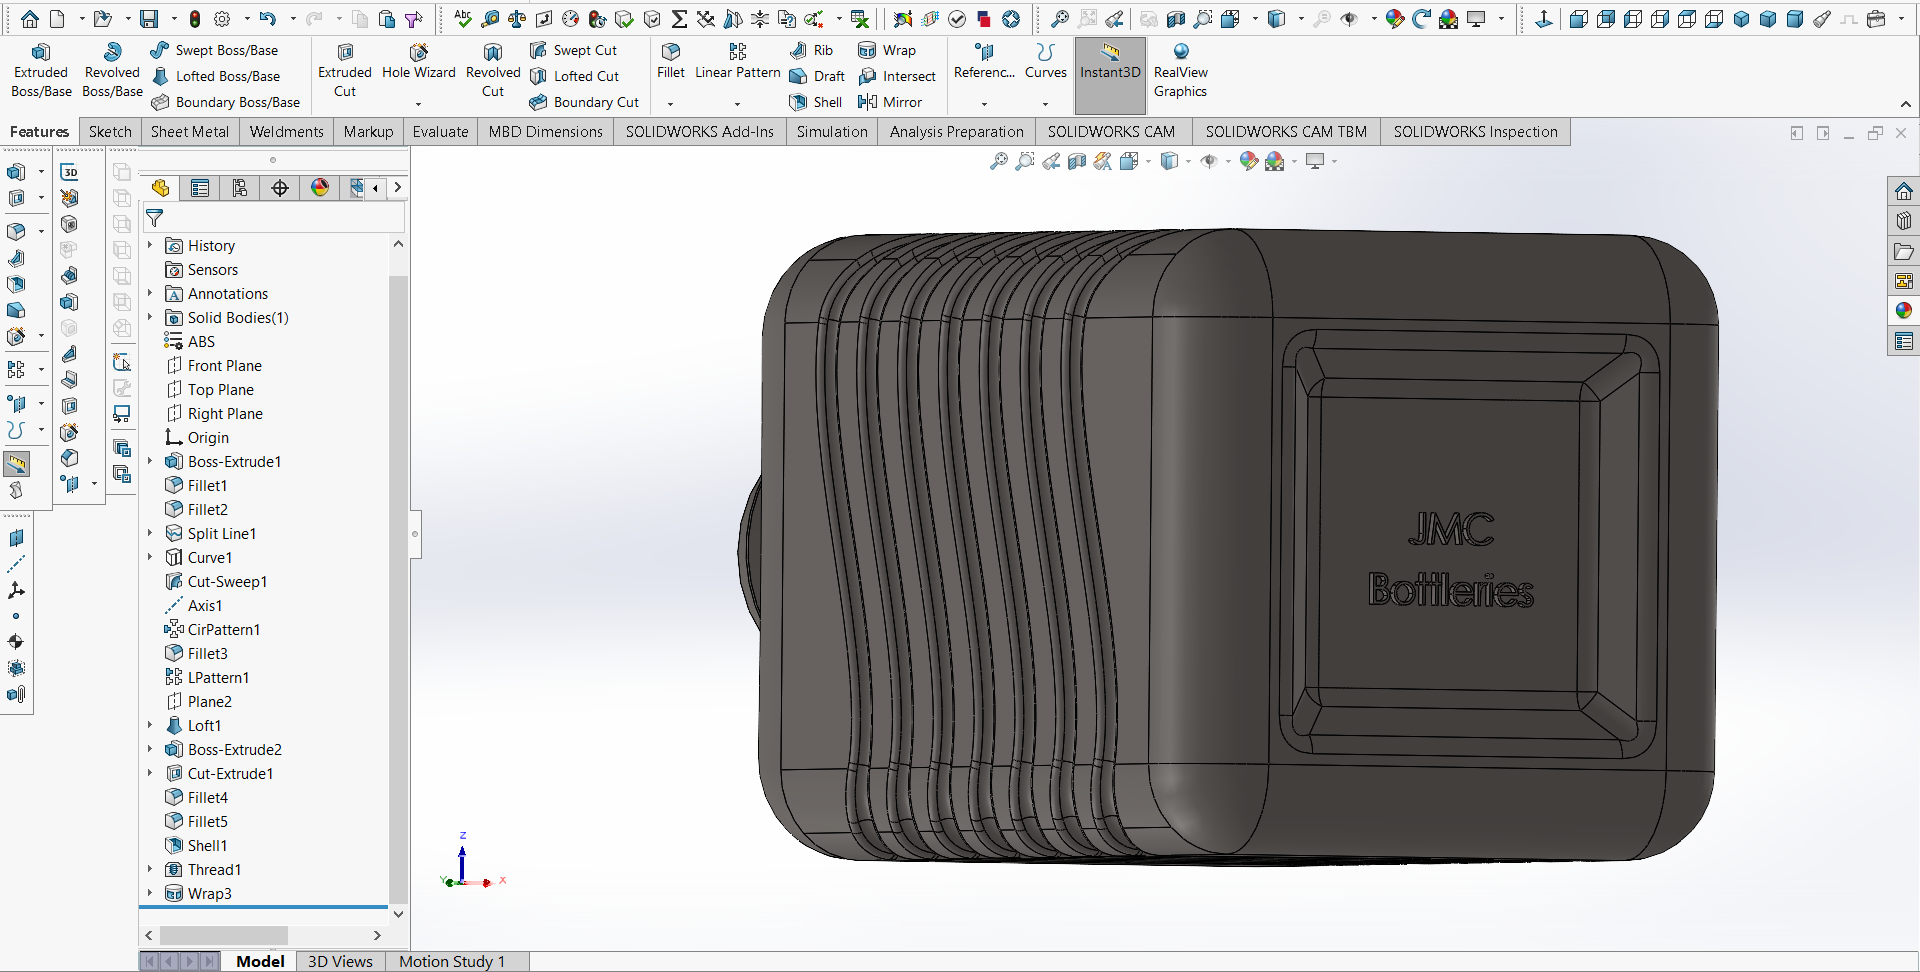 Extruded Boss/Base
Revolved Boss/Base
Swept Boss/Base
Lofted Boss/Base
Boundary Boss/Base
Extruded Cut
Hole Wizard
Revolved Cut
Swept Cut
Lofted Cut
Boundary Cut
Fillet
Linear Pattern
Rib
Draft
Shell
Wrap
Intersect
Mirror
Referenc...
Curves
Instant3D
RealView Graphics
Features
Sketch
Sheet Metal
Weldments
Markup
Evaluate
MBD Dimensions
SOLIDWORKS Add-Ins
Simulation
Analysis Preparation
SOLIDWORKS CAM
SOLIDWORKS CAM TBM
SOLIDWORKS Inspection
3D
History
Sensors
Annotations
Solid Bodies(1)
ABS
Front Plane
Top Plane
Right Plane
Origin
Boss-Extrude1
Fillet1
Fillet2
Split Line1
Curve1
Cut-Sweep1
Axis1
CirPattern1
Fillet3
LPattern1
Plane2
Loft1
Boss-Extrude2
Cut-Extrude1
Fillet4
Fillet5
Shell1
Thread1
Wrap3
JMC
Bottleries
Z
Y
X
Model
3D Views
Motion Study 1